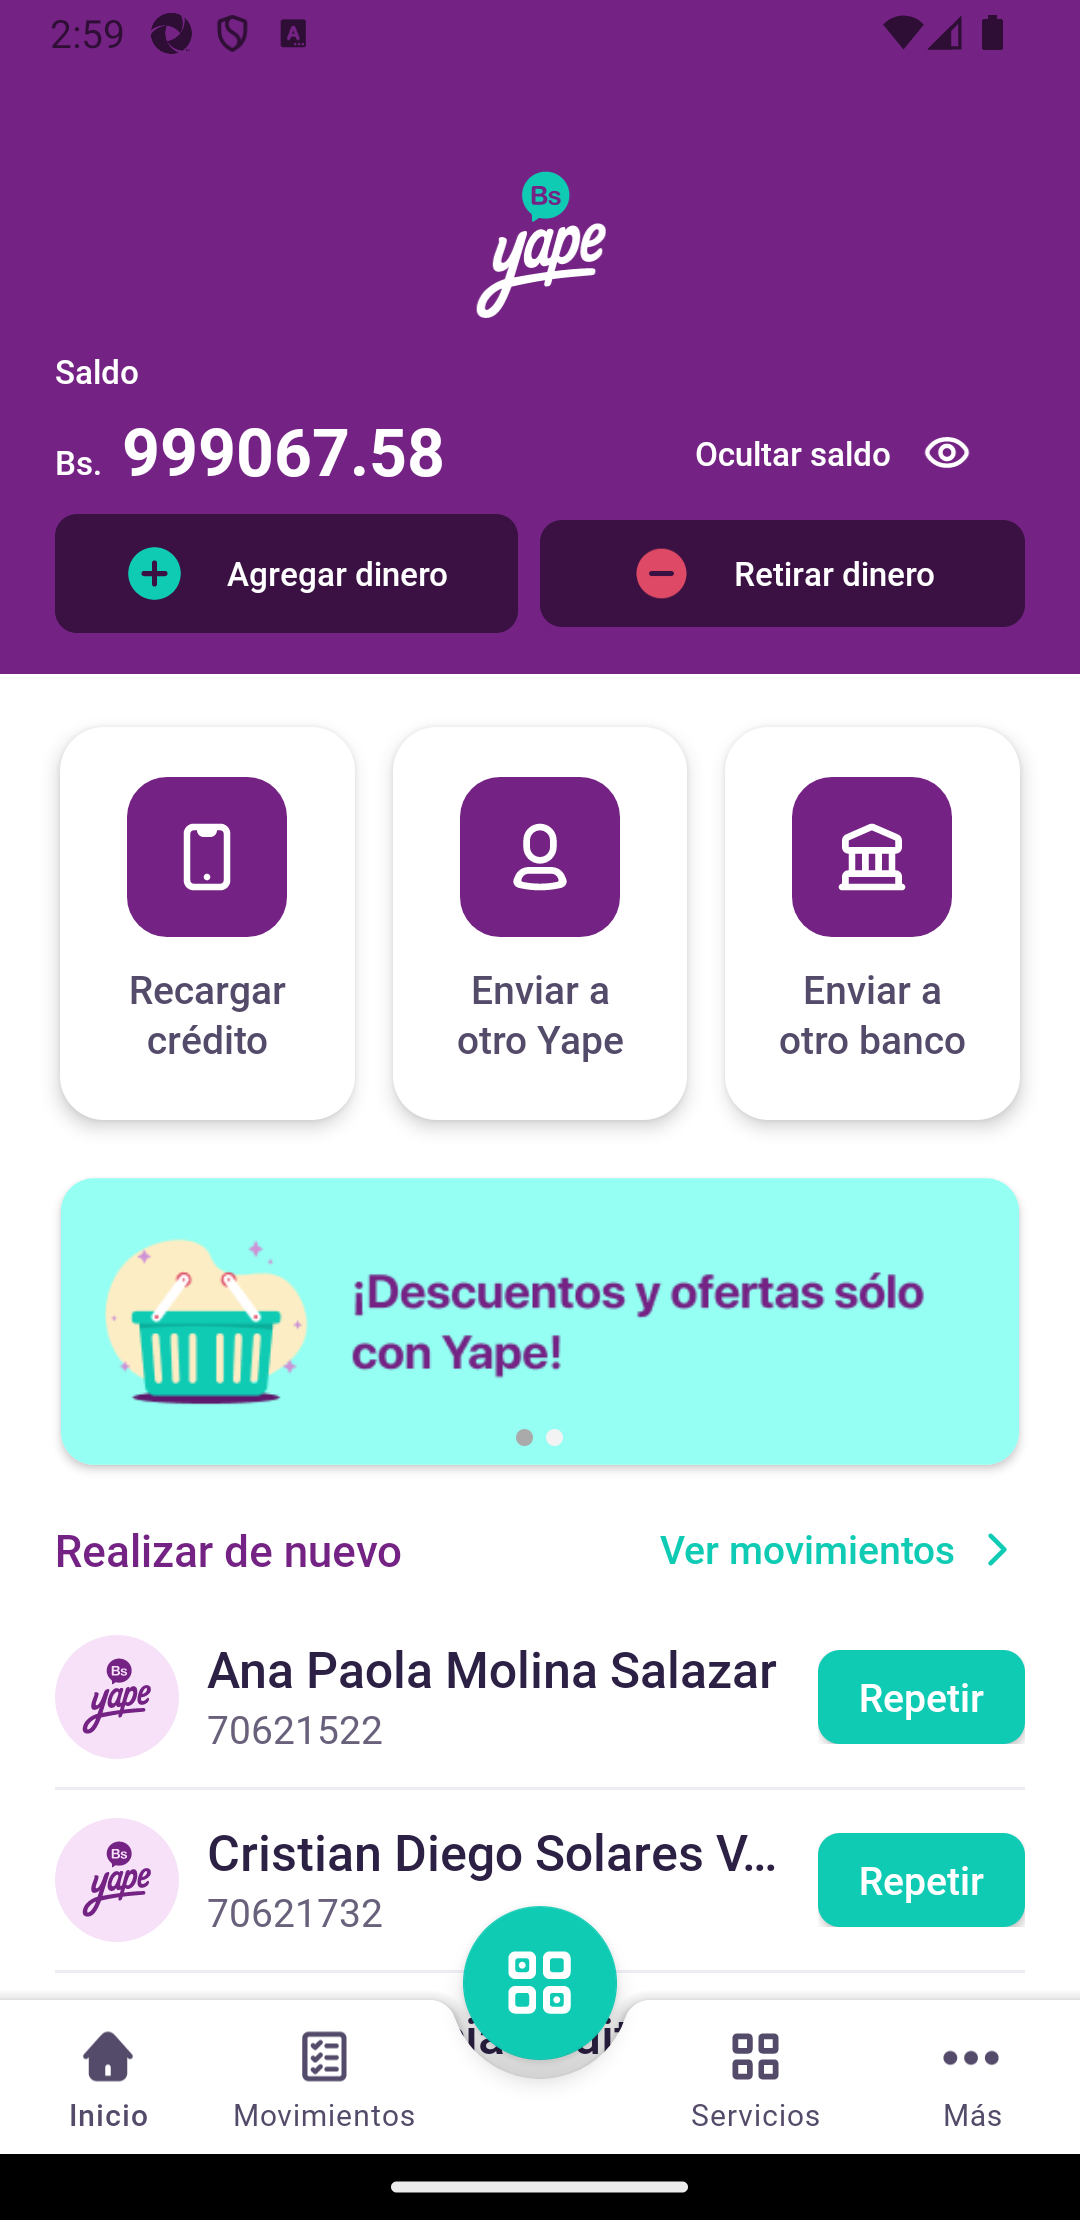 2:59
Bs
yape
Saldo
Bs. 999067.58
Ocultar saldo
Agregar dinero
Retirar dinero
Recargar
crédito
Enviar a
otro Yape
Enviar a
otro banco
¡Descuentos y ofertas sólo
con Yape!
Realizar de nuevo
Ver movimientos
Bs
yape
Ana Paola Molina Salazar
70621522
Repetir
Bs
yape
Cristian Diego Solares V...
70621732
Repetir
Inicio
Movimientos
Servicios
Más